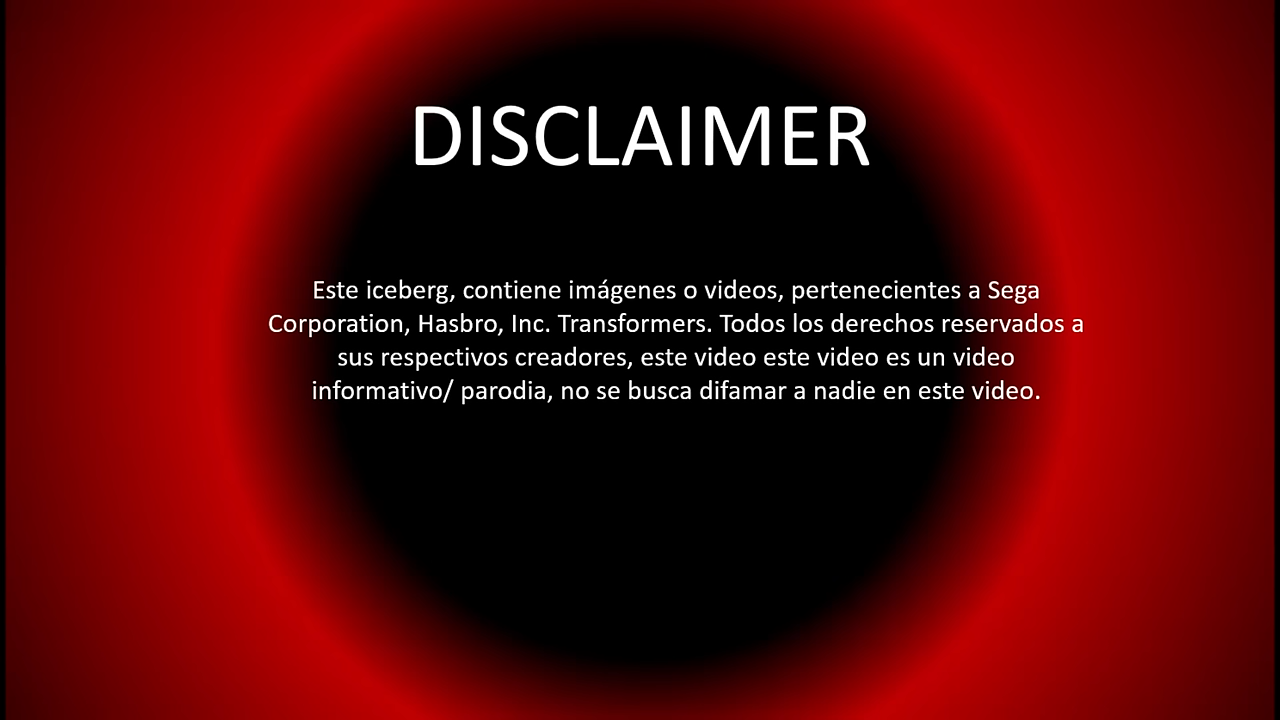 DISCLAIMER
Este iceberg, contiene imágenes o videos, pertenecientes a Sega
Corporation, Hasbro, Inc. Transformers. Todos los derechos reservados a
sus respectivos creadores, este video este video es un video
informativo/ parodia, no se busca difamar a nadie en este video.